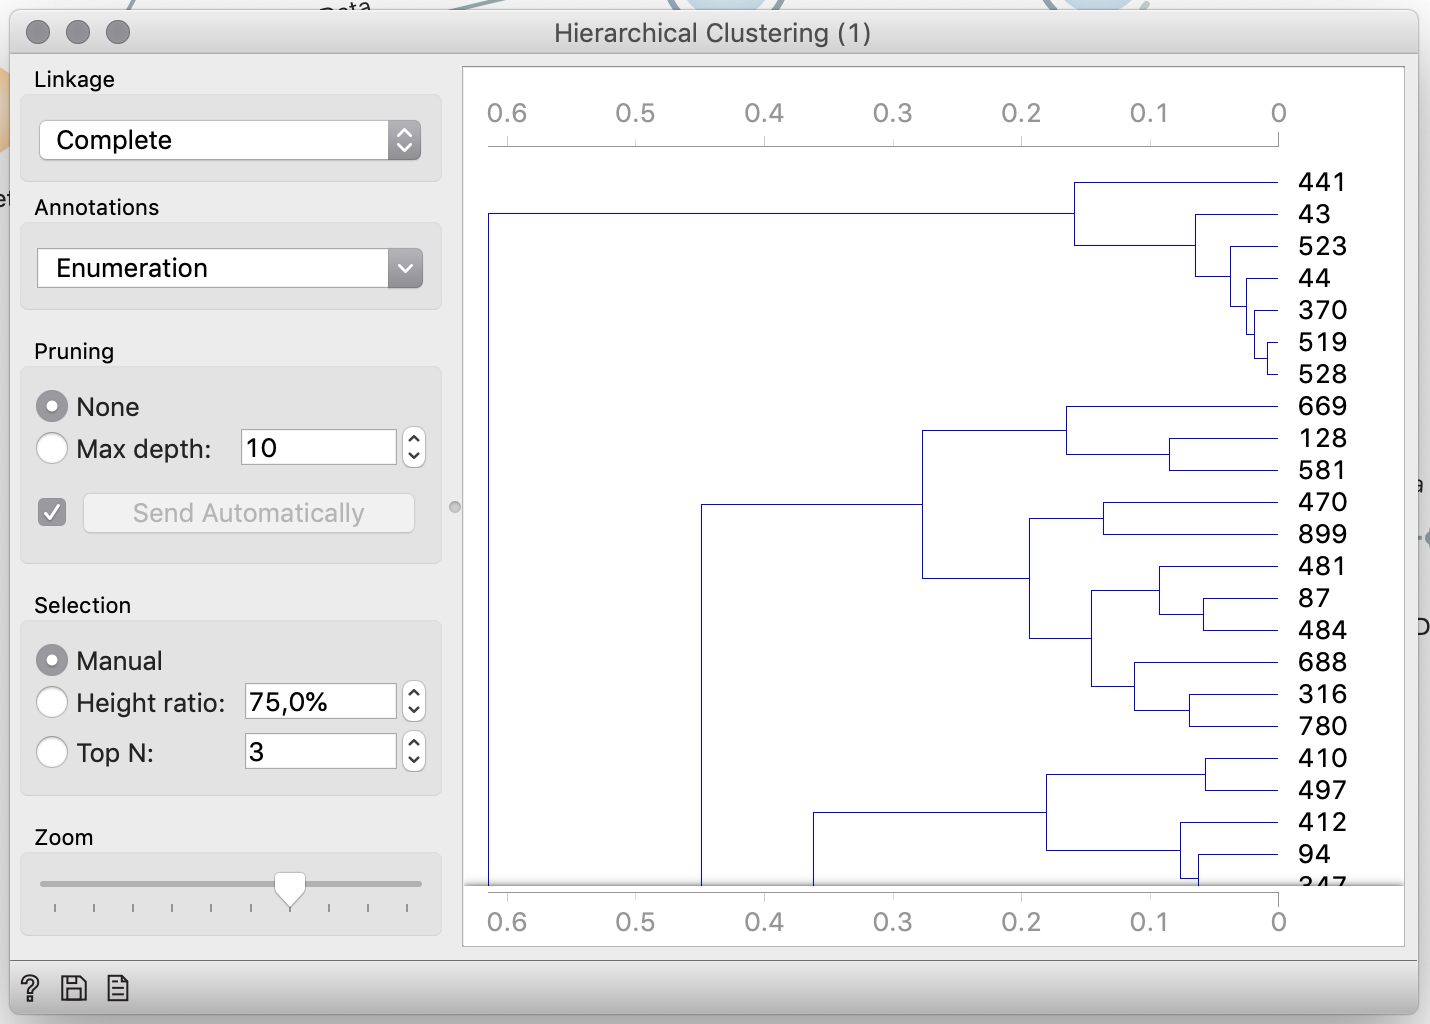 Data
Hierarchical Clustering (1)
Linkage
Complete
Annotations
Enumeration
Pruning
None
Max depth: 10
Send Automatically
Selection
Manual
Height ratio: 75,0%
Top N: 3
Zoom
0.6 0.5 0.4 0.3 0.2 0.1 0
441
43
523
44
370
519
528
669
128
581
470
899
481
87
484
688
316
780
410
497
412
94
347
0.6 0.5 0.4 0.3 0.2 0.1 0